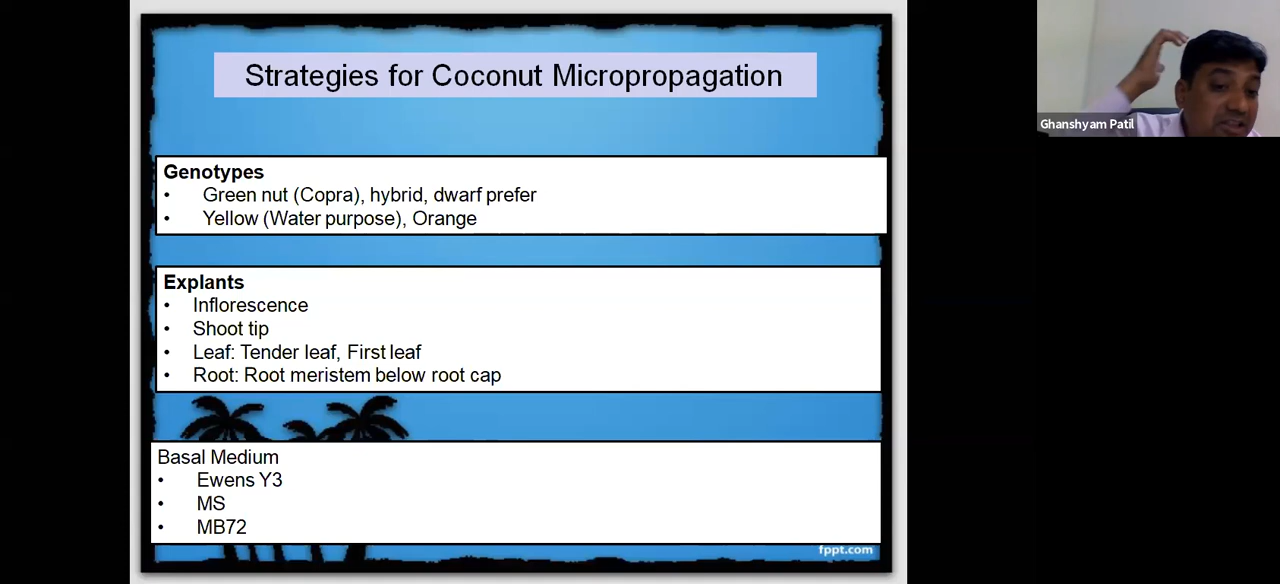 Strategies for Coconut Micropropagation
Genotypes
• Green nut (Copra), hybrid, dwarf prefer
• Yellow (Water purpose), Orange
Explants
• Inflorescence
• Shoot tip
• Leaf: Tender leaf, First leaf
• Root: Root meristem below root cap
Basal Medium
• Ewens Y3
• MS
• MB72
fppt.com
Ghanshyam Patil